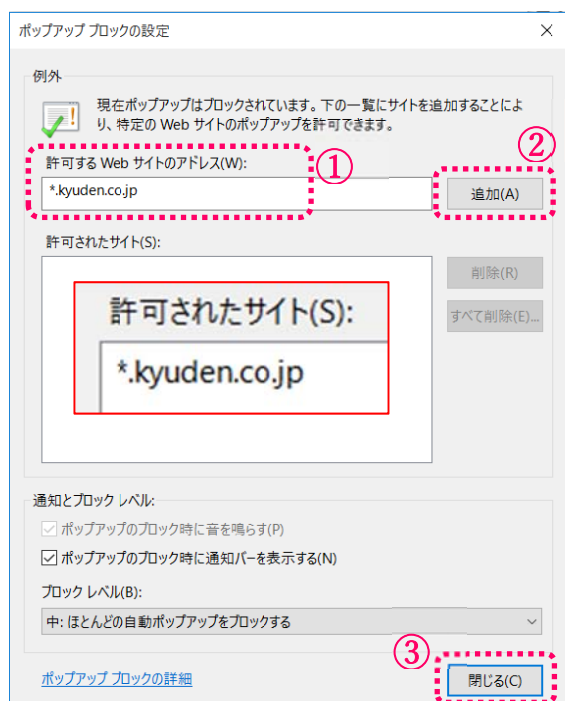 ポップアップ ブロックの設定
例外
現在ポップアップはブロックされています。下の一覧にサイトを追加することによ
り、特定の Web サイトのポップアップを許可できます。
許可する Web サイトのアドレス(W):
①
②
*.kyuden.co.jp
追加(A)
許可されたサイト(S):
削除(R)
すべて削除(E)...
許可されたサイト(S):
*.kyuden.co.jp
通知とブロック レベル:
ポップアップのブロック時に音を鳴らす(P)
ポップアップのブロック時に通知バーを表示する(N)
ブロック レベル(B):
中: ほとんどの自動ポップアップをブロックする
③
ポップアップ ブロックの詳細
閉じる(C)